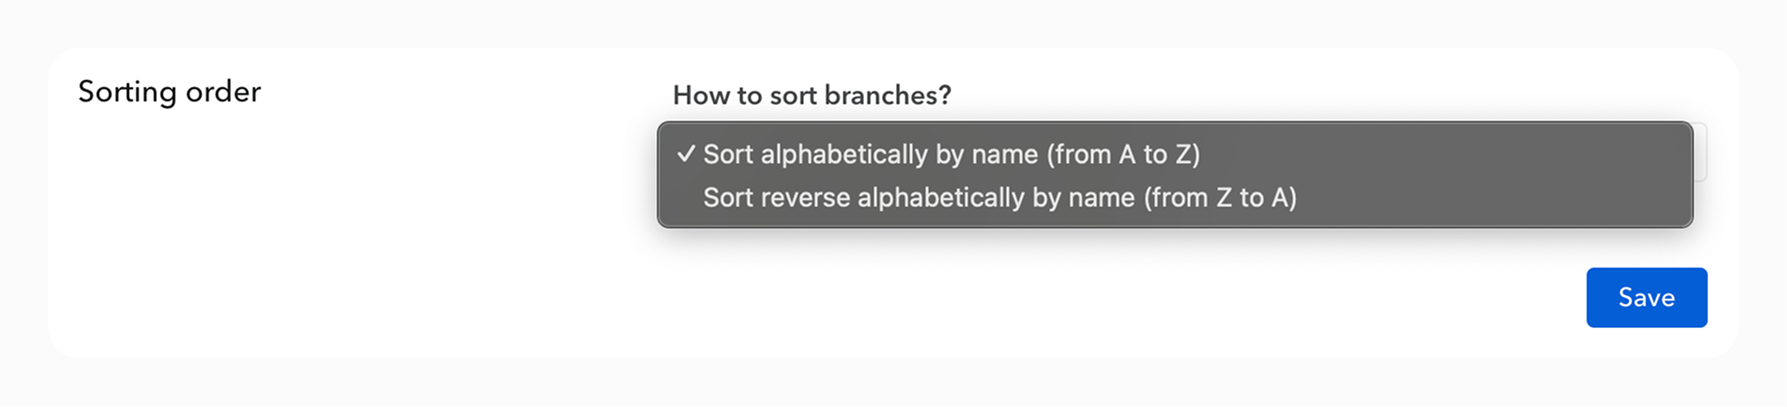 Sorting order
How to sort branches?
✓ Sort alphabetically by name (from A to Z)
Sort reverse alphabetically by name (from Z to A)
Save